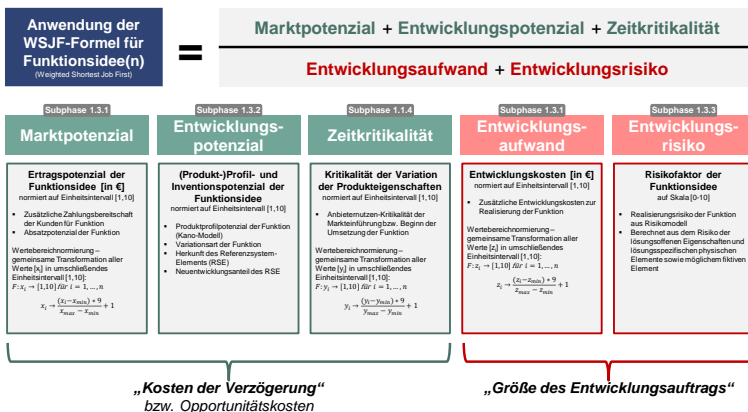 Anwendung der
WSJF-Formel für
Funktionsidee(n)
(Weighted Shortest Job First)
=
Marktpotenzial + Entwicklungspotenzial + Zeitkritikalität
Entwicklungsaufwand + Entwicklungsrisiko
Subphase 1.3.1
Marktpotenzial
Ertragspotenzial der
Funktionsidee [in €]
normiert auf Einheitsintervall [1,10]
▪ Zusätzliche Zahlungsbereitschaft
der Kunden für Funktion
▪ Absatzpotenzial der Funktion
Wertebereichnormierung –
gemeinsame Transformation aller
Werte [xᵢ] in umschließendes
Einheitsintervall [1,10]:
F: xᵢ → [1,10] für i = 1, ..., n
xᵢ → (xᵢ−xₘᵢₙ) * 9 / xₘₐₓ − xₘᵢₙ + 1
Subphase 1.3.2
Entwicklungs-
potenzial
(Produkt-)Profil- und
Inventionspotenzial der
Funktionsidee
normiert auf Einheitsintervall [1,10]
▪ Produktprofilpotenzial der Funktion
(Kano-Modell)
▪ Variationsart der Funktion
▪ Herkunft des Referenzsystem-
Elements (RSE)
▪ Neuentwicklungsanteil des RSE
Subphase 1.1.4
Zeitkritikalität
Kritikalität der Variation
der Produkteigenschaften
normiert auf Einheitsintervall [1,10]
▪ Anbieternutzen-Kritikalität der
Markteinführung bzw. Beginn der
Umsetzung der Funktion
Wertebereichnormierung –
gemeinsame Transformation aller
Werte [yᵢ] in umschließendes
Einheitsintervall [1,10]:
F: yᵢ → [1,10] für i = 1, ..., n
yᵢ → (yᵢ−yₘᵢₙ) * 9 / yₘₐₓ − yₘᵢₙ + 1
Subphase 1.3.1
Entwicklungs-
aufwand
Entwicklungskosten [in €]
normiert auf Einheitsintervall [1,10]
▪ Zusätzliche Entwicklungskosten zur
Realisierung der Funktion
Wertebereichnormierung –
gemeinsame Transformation aller
Werte [zᵢ] in umschließendes
Einheitsintervall [1,10]:
F: zᵢ → [1,10] für i = 1, ..., n
zᵢ → (zᵢ−zₘᵢₙ) * 9 / zₘₐₓ − zₘᵢₙ + 1
Subphase 1.3.3
Entwicklungs-
risiko
Risikofaktor der
Funktionsidee
auf Skala [0-10]
▪ Realisierungsrisiko der Funktion
aus Risikomodell
▪ Berechnet aus dem Risiko der
lösungsoffenen Eigenschaften und
lösungsspezifischen physischen
Elemente sowie möglichem fiktiven
Element
„Kosten der Verzögerung“
bzw. Opportunitätskosten
„Größe des Entwicklungsauftrags“